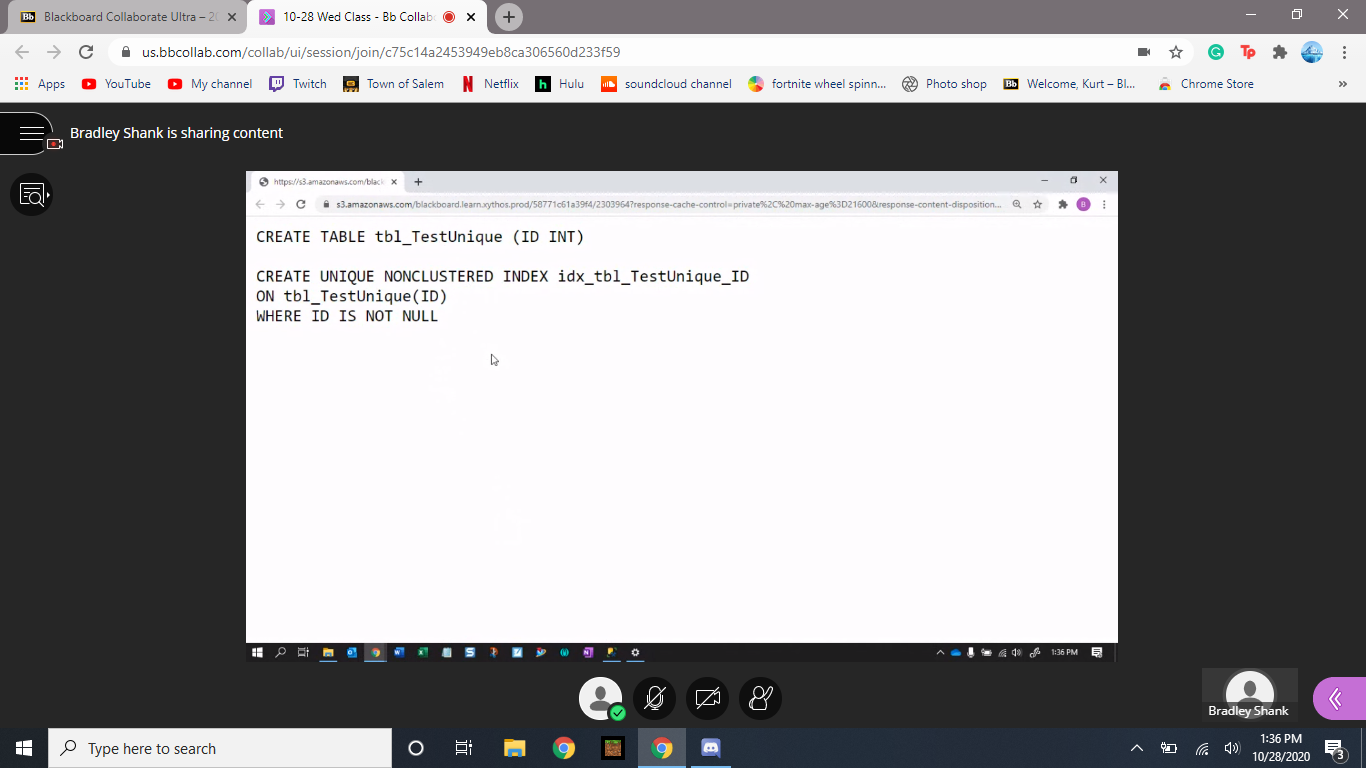 Blackboard Collaborate Ultra – 20
10-28 Wed Class - Bb Collab
us.bbcollab.com/collab/ui/session/join/c75c14a2453949eb8ca306560d233f59
Apps YouTube My channel Twitch Town of Salem Netflix Hulu soundcloud channel fortnite wheel spinn... Photo shop Bb Welcome, Kurt – Bl... Chrome Store »
Bradley Shank is sharing content
https://s3.amazonaws.com/black
s3.amazonaws.com/blackboard.learn.xythos.prod/58771c61a39f4/2303964?response-cache-control=private%2C%20max-age%3D21600&response-content-disposition...
CREATE TABLE tbl_TestUnique (ID INT)
CREATE UNIQUE NONCLUSTERED INDEX idx_tbl_TestUnique_ID
ON tbl_TestUnique(ID)
WHERE ID IS NOT NULL
1:36 PM
Bradley Shank
Type here to search
1:36 PM
10/28/2020
3